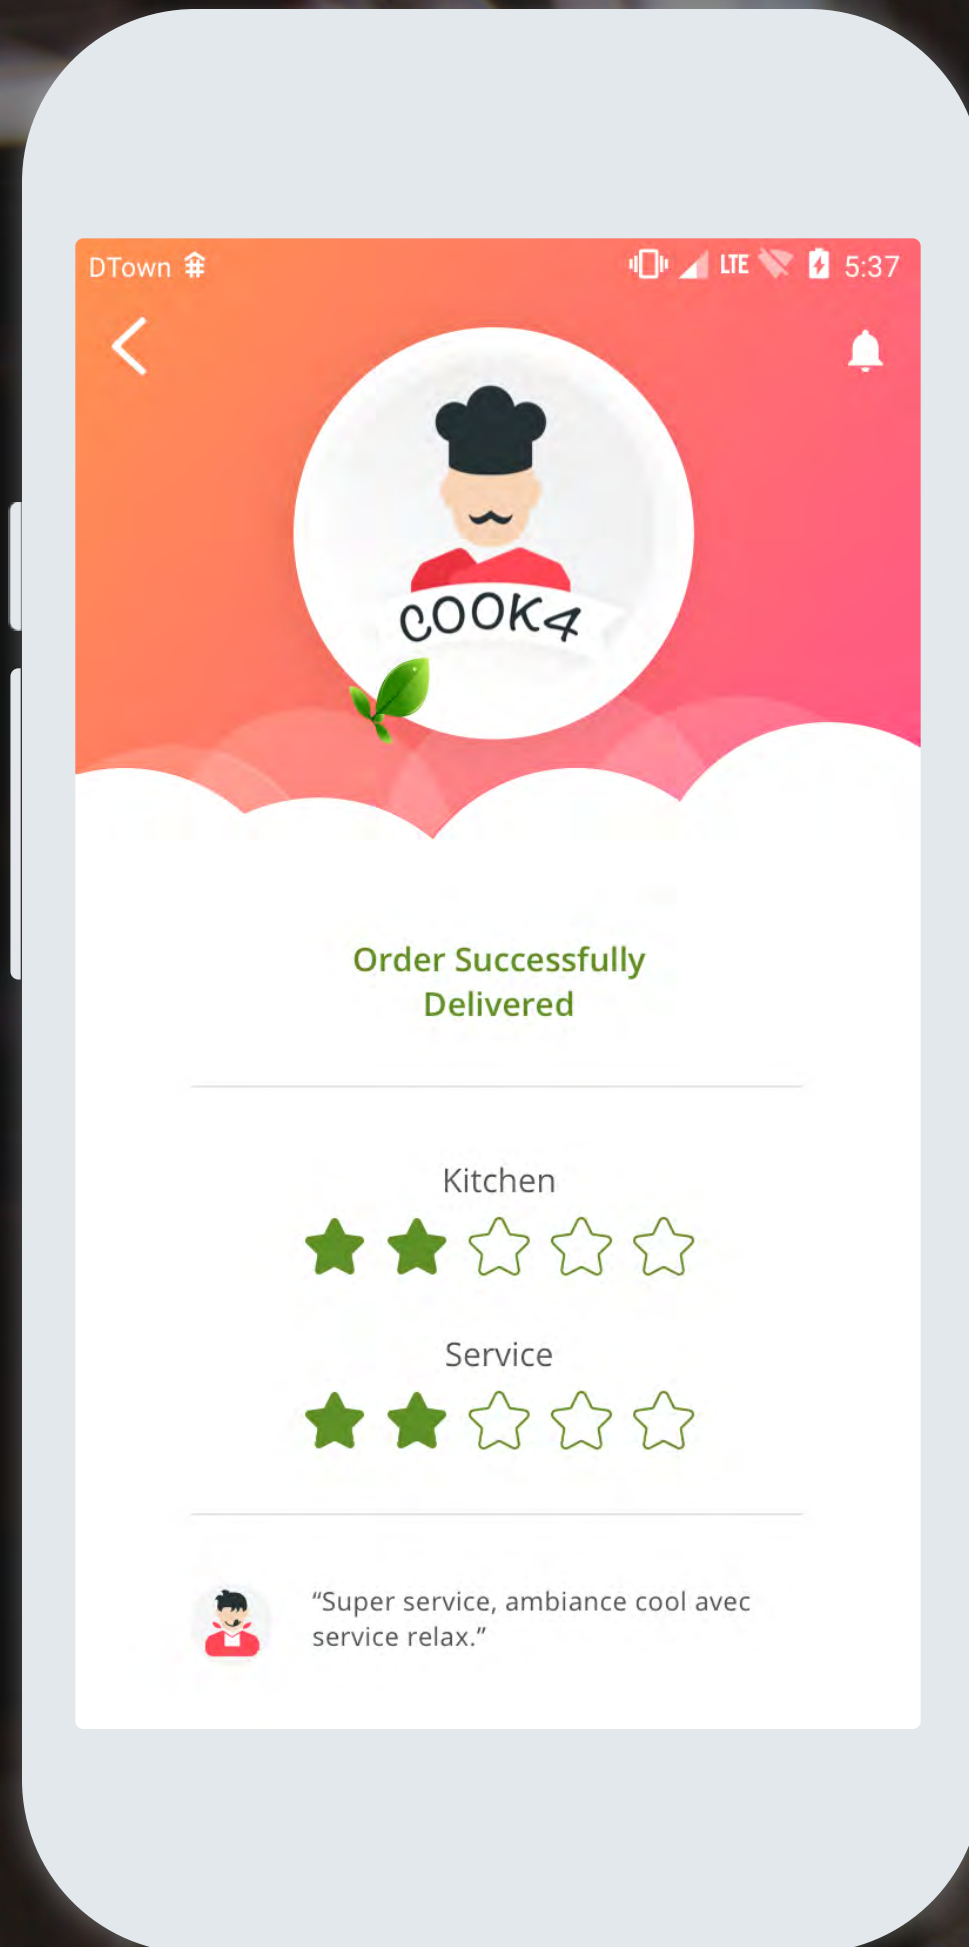 DTown
LTE
5:37
COOK4
Order Successfully
Delivered
Kitchen
Service
“Super service, ambiance cool avec
service relax.”